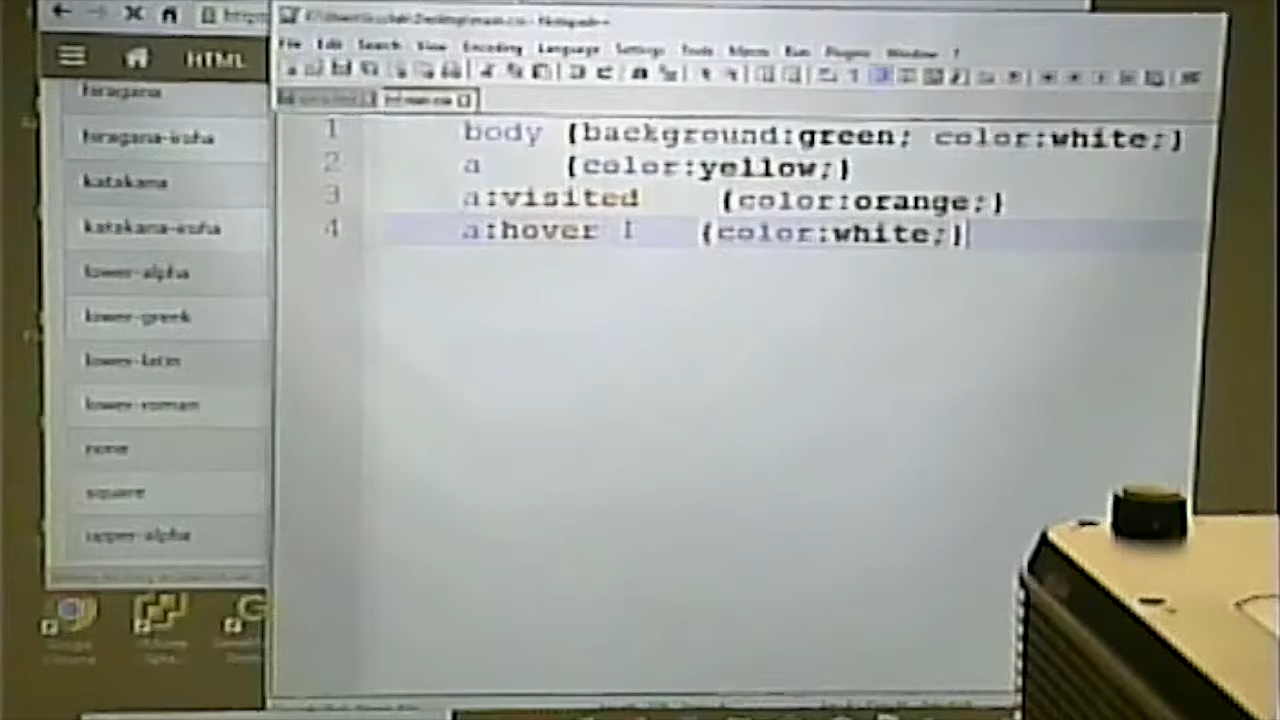 HTML
File Edit Search View Encoding Language Settings Tools Macro Run Plugins Window ?
hiragana
hiragana-iroha
katakana
katakana-iroha
lower-alpha
lower-greek
lower-latin
lower-roman
none
square
upper-alpha
1 body {background:green; color:white;}
2 a {color:yellow;}
3 a:visited {color:orange;}
4 a:hover {color:white;}